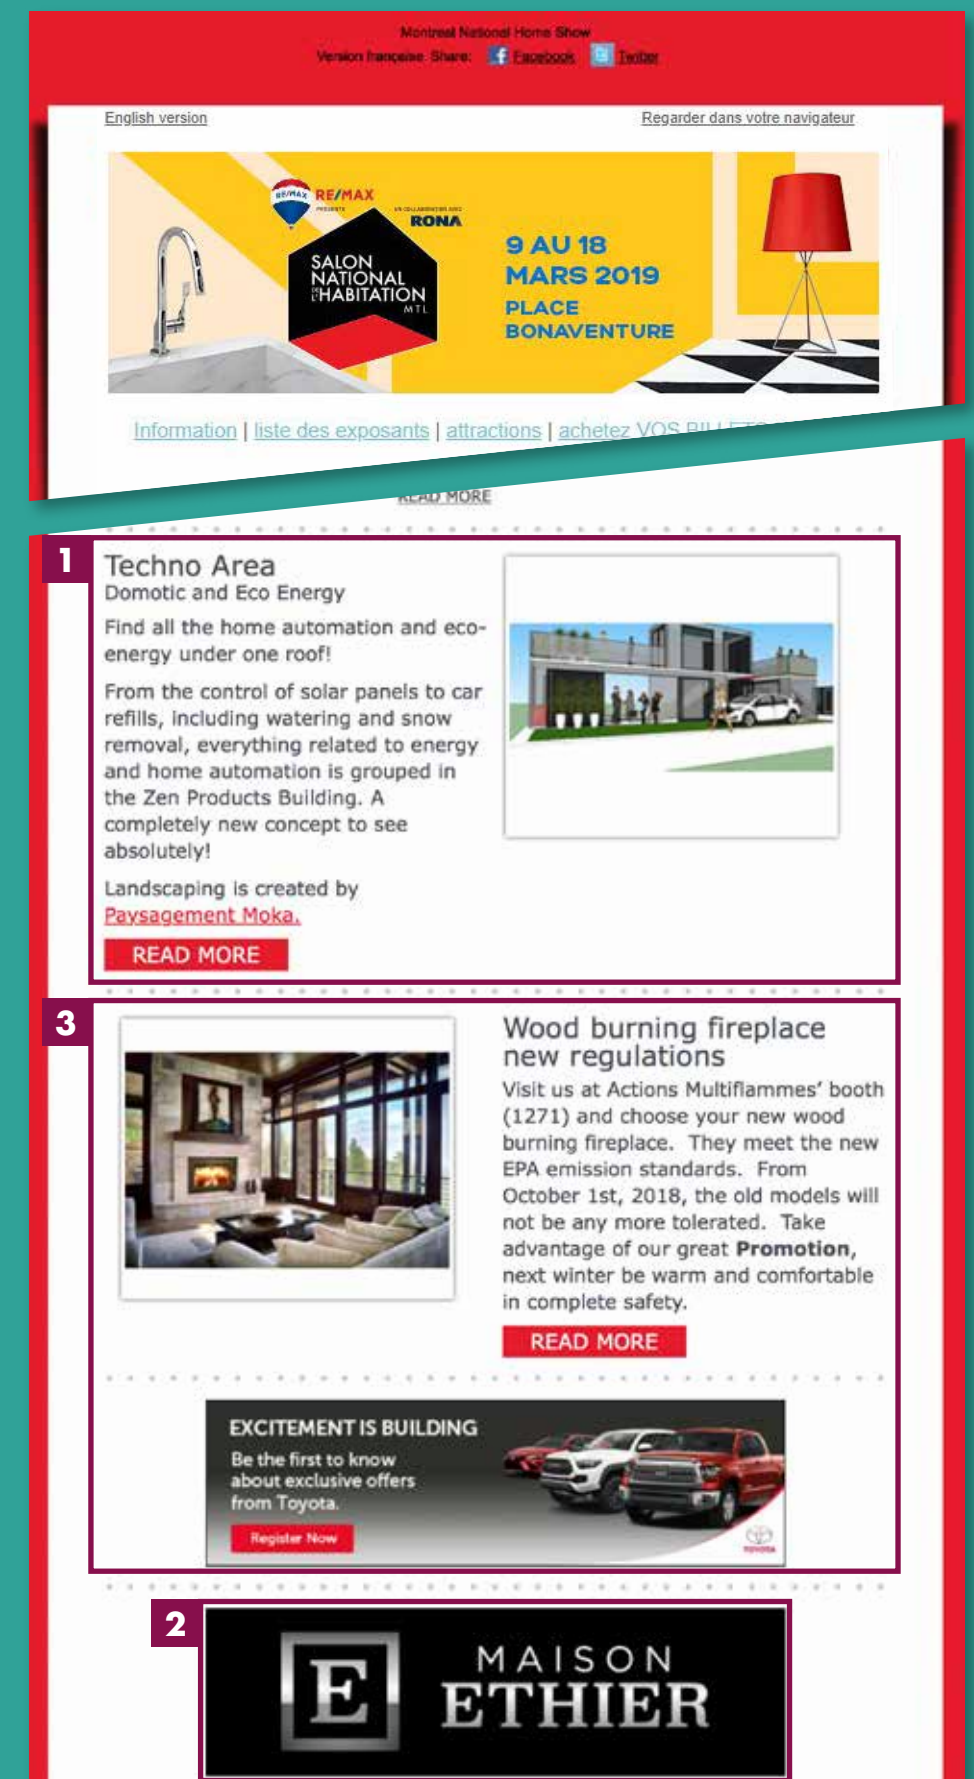 Montreal National Home Show
Version française Share: Facebook Twitter
English version
Regarder dans votre navigateur
RE/MAX
RE/MAX
PRÉSENTE
EN COLLABORATION AVEC
RONA
SALON
NATIONAL
DE L'HABITATION
MTL
9 AU 18
MARS 2019
PLACE
BONAVENTURE
Information | liste des exposants | attractions | achetez VOS BILLETS
READ MORE
1
Techno Area
Domotic and Eco Energy
Find all the home automation and eco-
energy under one roof!
From the control of solar panels to car
refills, including watering and snow
removal, everything related to energy
and home automation is grouped in
the Zen Products Building. A
completely new concept to see
absolutely!
Landscaping is created by
Paysagement Moka.
READ MORE
3
Wood burning fireplace
new regulations
Visit us at Actions Multiflammes' booth
(1271) and choose your new wood
burning fireplace. They meet the new
EPA emission standards. From
October 1st, 2018, the old models will
not be any more tolerated. Take
advantage of our great Promotion,
next winter be warm and comfortable
in complete safety.
READ MORE
EXCITEMENT IS BUILDING
Be the first to know
about exclusive offers
from Toyota.
Register Now
TOYOTA
2
E
MAISON
ETHIER